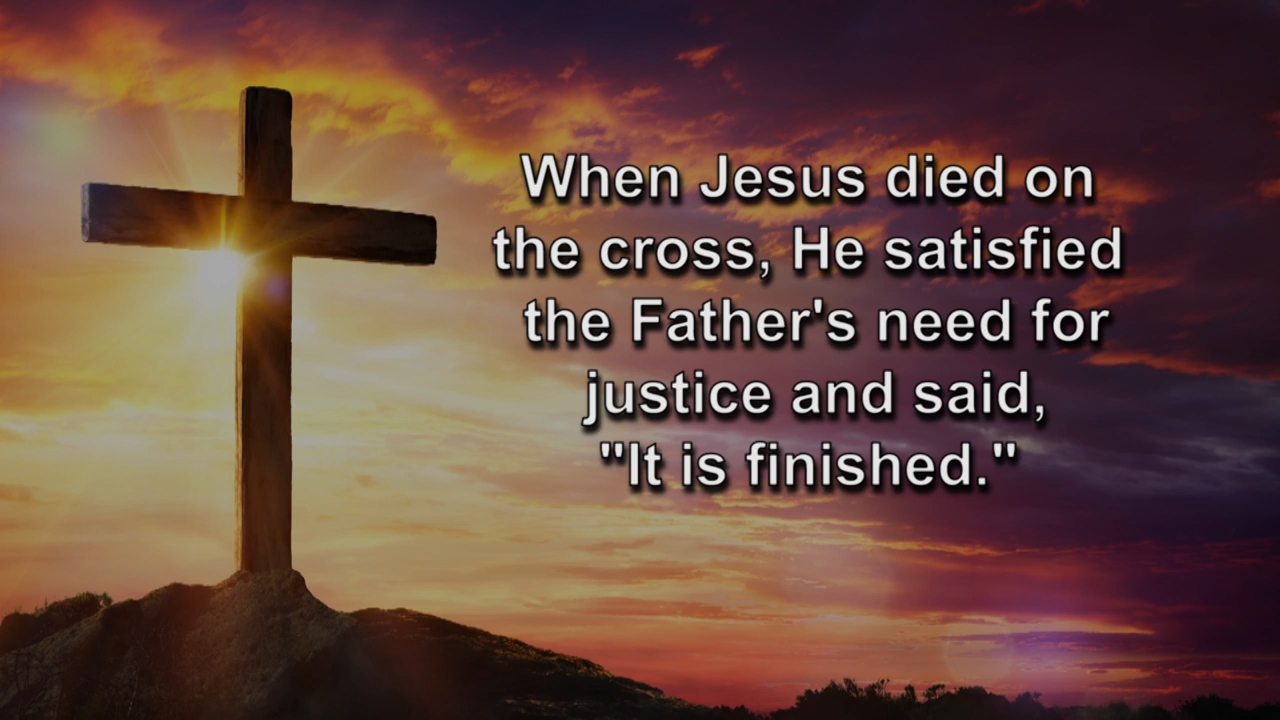 When Jesus died on
the cross, He satisfied
the Father's need for
justice and said,
"It is finished."